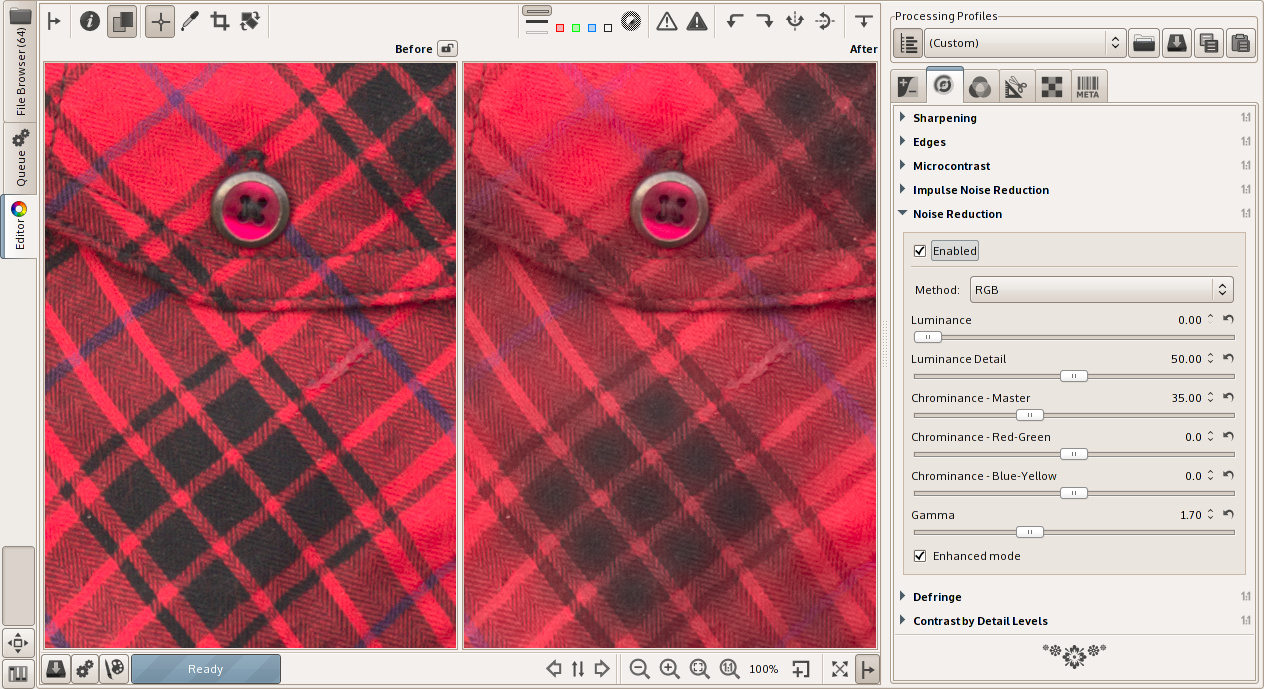 File Browser (64)
Queue
Editor
Before
After
Ready
100%
Processing Profiles
(Custom)
META
Sharpening 1:1
Edges 1:1
Microcontrast 1:1
Impulse Noise Reduction 1:1
Noise Reduction 1:1
Enabled
Method: RGB
Luminance 0.00
Luminance Detail 50.00
Chrominance - Master 35.00
Chrominance - Red-Green 0.0
Chrominance - Blue-Yellow 0.0
Gamma 1.70
Enhanced mode
Defringe 1:1
Contrast by Detail Levels 1:1